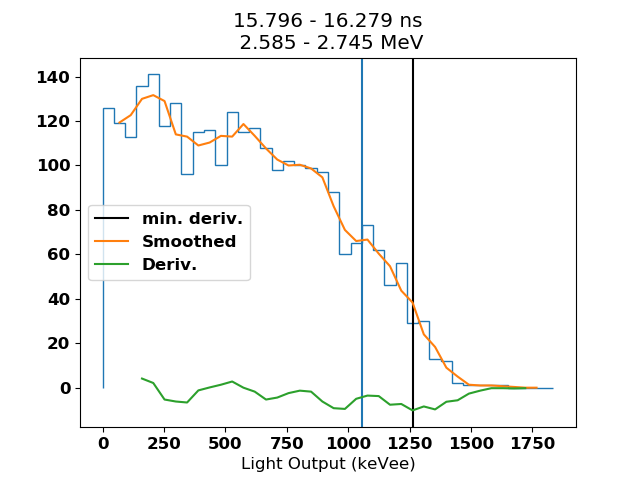 15.796 - 16.279 ns
2.585 - 2.745 MeV
140
120
100
80
60
40
20
0
min. deriv.
Smoothed
Deriv.
0 250 500 750 1000 1250 1500 1750
Light Output (keVee)